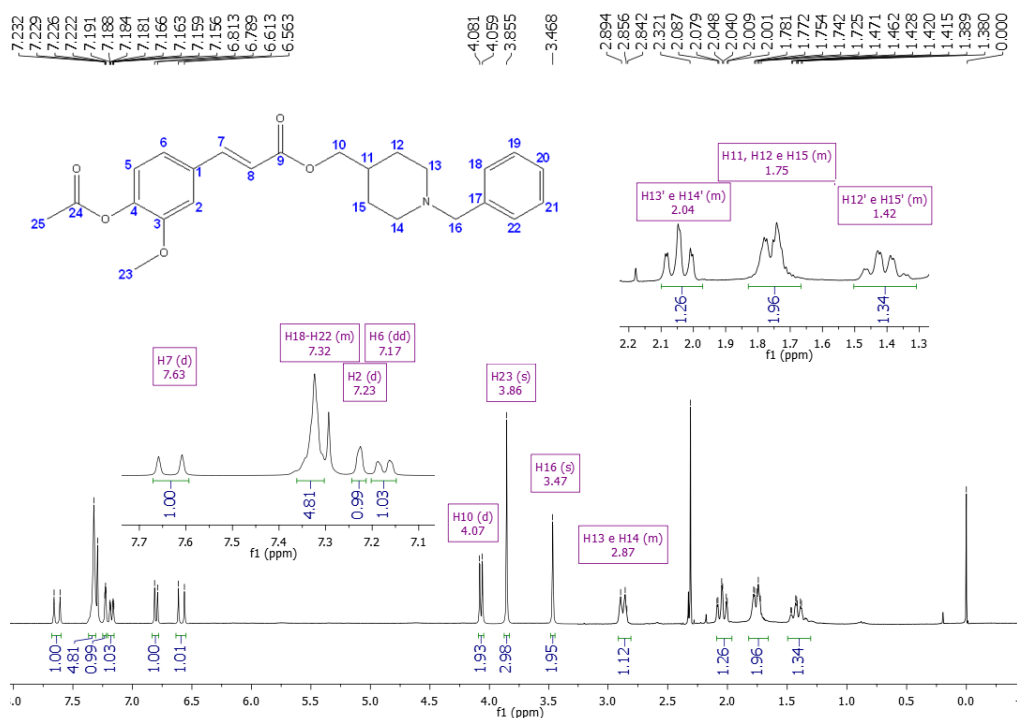 7.232 7.229 7.226 7.222 7.191 7.188 7.184 7.181 7.166 7.163 7.159 7.156 6.813 6.789 6.613 6.563
4.081 4.059 3.855 3.468
2.894 2.856 2.842 2.321 2.087 2.079 2.048 2.040 2.009 2.001 1.781 1.772 1.754 1.742 1.725 1.471 1.462 1.428 1.420 1.415 1.389 1.380 0.000
O
O
O
O
O
N
1
2
3
4
5
6
7
8
9
10
11
12
13
14
15
16
17
18
19
20
21
22
23
24
25
H13' e H14' (m)
2.04
H11, H12 e H15 (m)
1.75
H12' e H15' (m)
1.42
1.26 1.96 1.34
2.2 2.1 2.0 1.9 1.8 1.7 1.6 1.5 1.4 1.3
f1 (ppm)
H7 (d)
7.63
H18-H22 (m)
7.32
H6 (dd)
7.17
H2 (d)
7.23
1.00 4.81 0.99 1.03
7.7 7.6 7.5 7.4 7.3 7.2 7.1
f1 (ppm)
H23 (s)
3.86
H16 (s)
3.47
H10 (d)
4.07
H13 e H14 (m)
2.87
1.00 4.81 0.99 1.03 1.00 1.01 1.93 2.98 1.95 1.12 1.26 1.96 1.34
7.5 7.0 6.5 6.0 5.5 5.0 4.5 4.0 3.5 3.0 2.5 2.0 1.5 1.0 0.5 0.0
f1 (ppm)